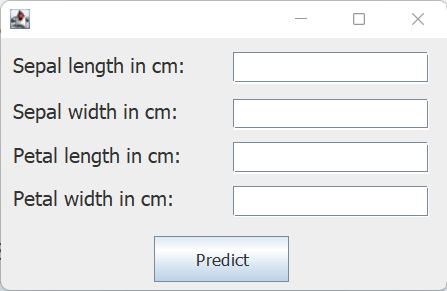 Sepal length in cm:
Sepal width in cm:
Petal length in cm:
Petal width in cm:
Predict